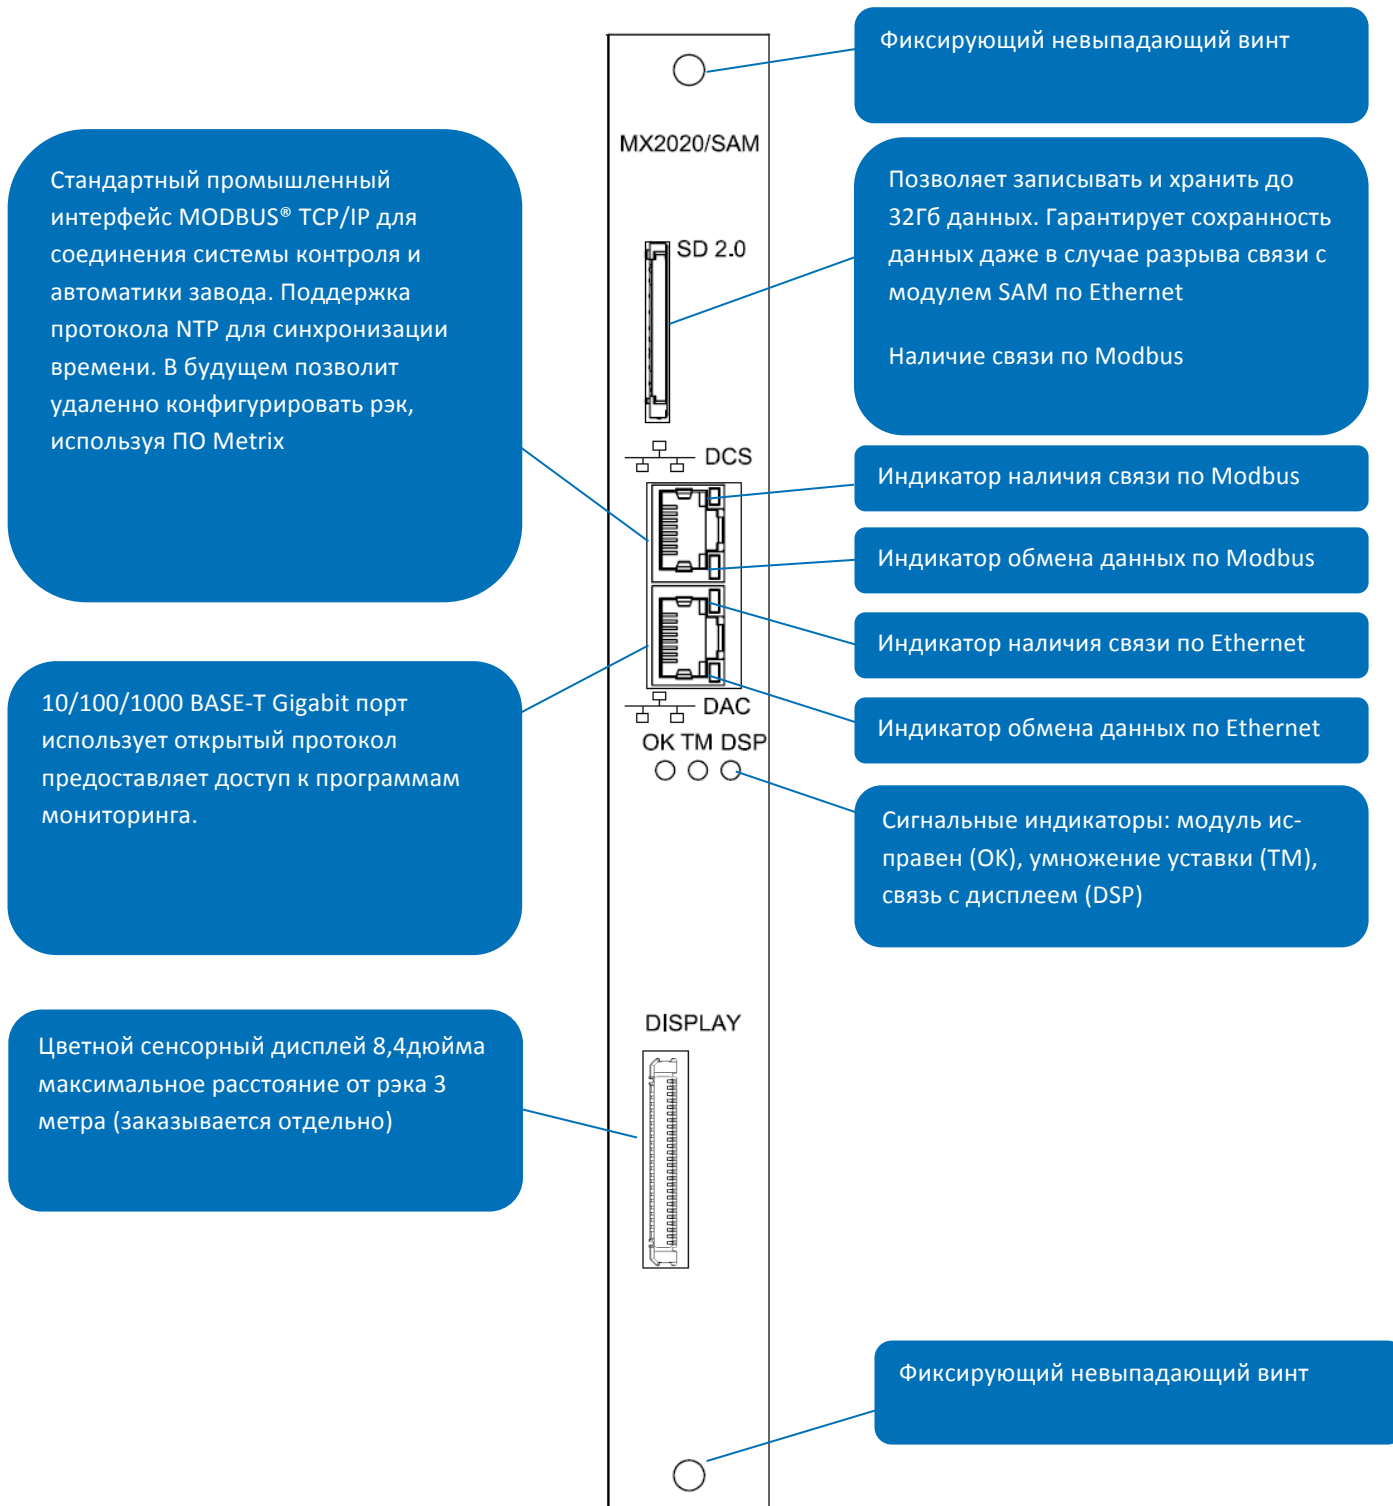 Фиксирующий невыпадающий винт
MX2020/SAM
Стандартный промышленный
интерфейс MODBUS® TCP/IP для
соединения системы контроля и
автоматики завода. Поддержка
протокола NTP для синхронизации
времени. В будущем позволит
удаленно конфигурировать рэк,
используя ПО Metrix
Позволяет записывать и хранить до
32Гб данных. Гарантирует сохранность
данных даже в случае разрыва связи с
модулем SAM по Ethernet
Наличие связи по Modbus
SD 2.0
DCS
Индикатор наличия связи по Modbus
Индикатор обмена данных по Modbus
Индикатор наличия связи по Ethernet
Индикатор обмена данных по Ethernet
10/100/1000 BASE-T Gigabit порт
использует открытый протокол
предоставляет доступ к программам
мониторинга.
DAC
OK TM DSP
Сигнальные индикаторы: модуль ис-
правен (OK), умножение уставки (TM),
связь с дисплеем (DSP)
DISPLAY
Цветной сенсорный дисплей 8,4дюйма
максимальное расстояние от рэка 3
метра (заказывается отдельно)
Фиксирующий невыпадающий винт